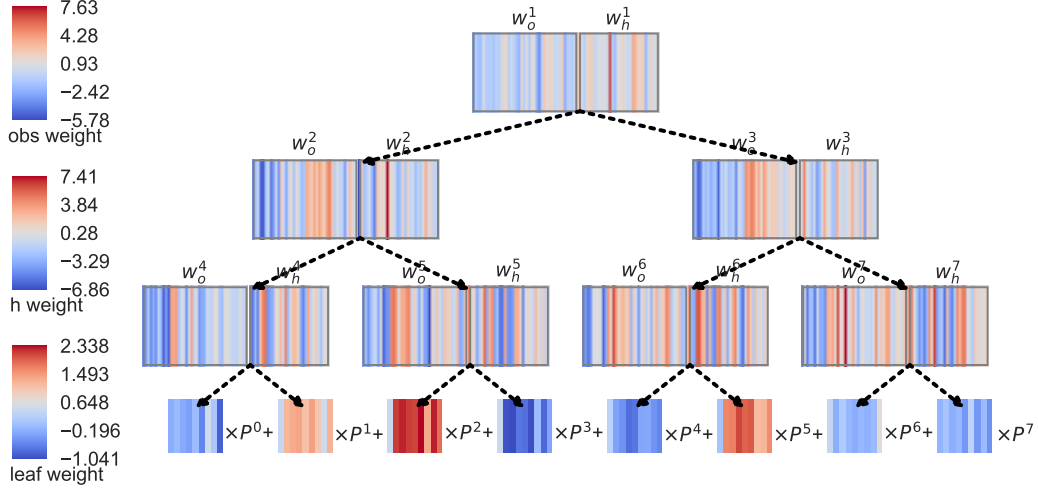 7.63
4.28
0.93
−2.42
−5.78
obs weight
7.41
3.84
0.28
−3.29
−6.86
h weight
2.338
1.493
0.648
−0.196
−1.041
leaf weight
w_o^1 w_h^1
w_o^2 w_h^2 w_o^3 w_h^3
w_o^4 w_h^4 w_o^5 w_h^5 w_o^6 w_h^6 w_o^7 w_h^7
×P^0+ ×P^1+ ×P^2+ ×P^3+ ×P^4+ ×P^5+ ×P^6+ ×P^7